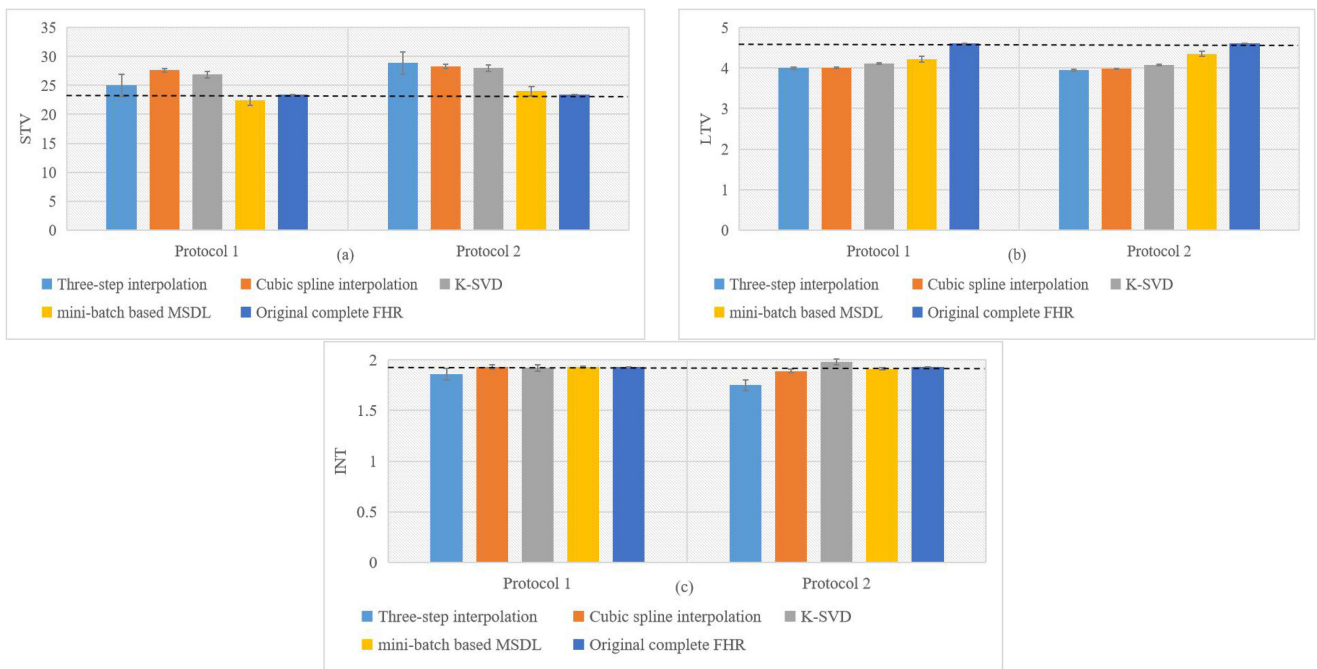 35
30
25
20
15
10
5
0
STV
Protocol 1
(a)
Protocol 2
Three-step interpolation
Cubic spline interpolation
K-SVD
mini-batch based MSDL
Original complete FHR
5
4
3
2
1
0
LTV
Protocol 1
(b)
Protocol 2
Three-step interpolation
Cubic spline interpolation
K-SVD
mini-batch based MSDL
Original complete FHR
2
1.5
1
0.5
0
INT
Protocol 1
(c)
Protocol 2
Three-step interpolation
Cubic spline interpolation
K-SVD
mini-batch based MSDL
Original complete FHR